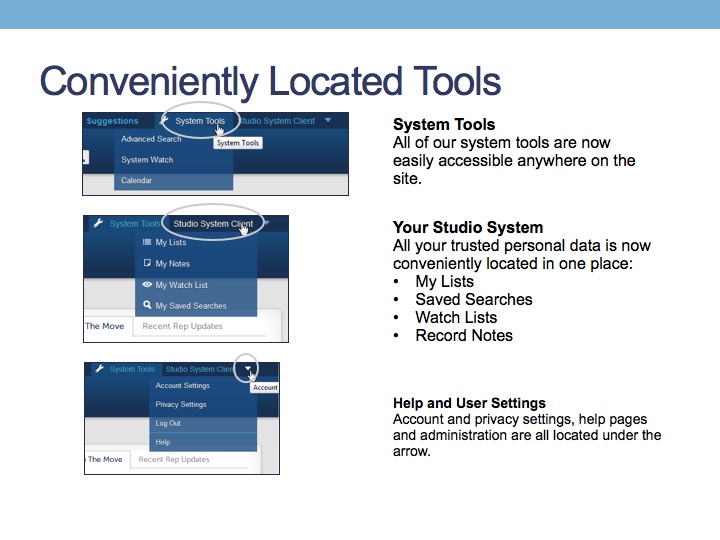 Conveniently Located Tools
Suggestions System Tools Studio System Client
Advanced Search
System Tools
System Watch
Calendar
System Tools
All of our system tools are now
easily accessible anywhere on the
site.
System Tools Studio System Client
My Lists
My Notes
My Watch List
My Saved Searches
The Move Recent Rep Updates
Your Studio System
All your trusted personal data is now
conveniently located in one place:
• My Lists
• Saved Searches
• Watch Lists
• Record Notes
System Tools Studio System Client
Account Settings
Account
Privacy Settings
Log Out
Help
The Move Recent Rep Updates
Help and User Settings
Account and privacy settings, help pages
and administration are all located under the
arrow.